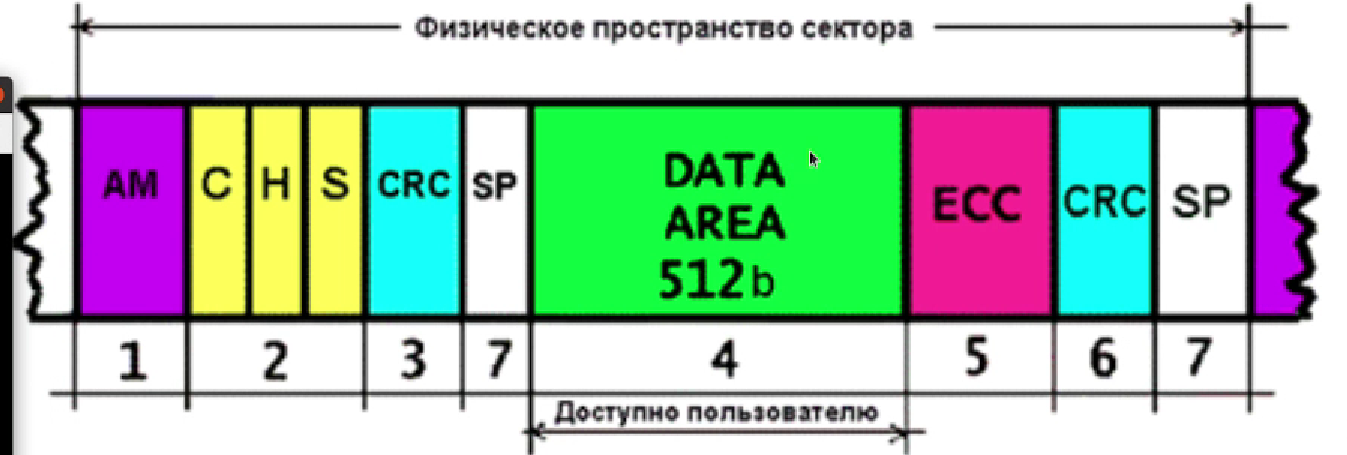 Физическое пространство сектора
AM C H S CRC SP
DATA
AREA
512b
ECC CRC SP
1 2 3 7 4 5 6 7
Доступно пользователю